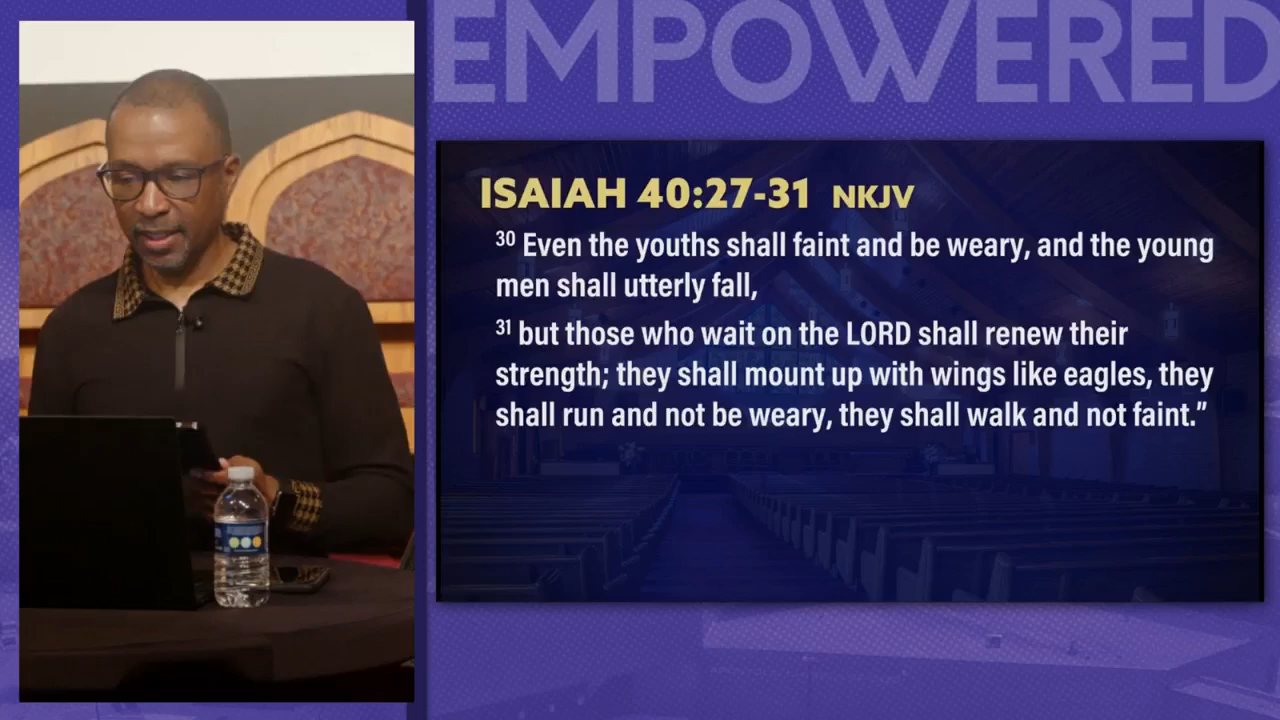 EMPOWERED
ISAIAH 40:27-31 NKJV
30 Even the youths shall faint and be weary, and the young
men shall utterly fall,
31 but those who wait on the LORD shall renew their
strength; they shall mount up with wings like eagles, they
shall run and not be weary, they shall walk and not faint.”